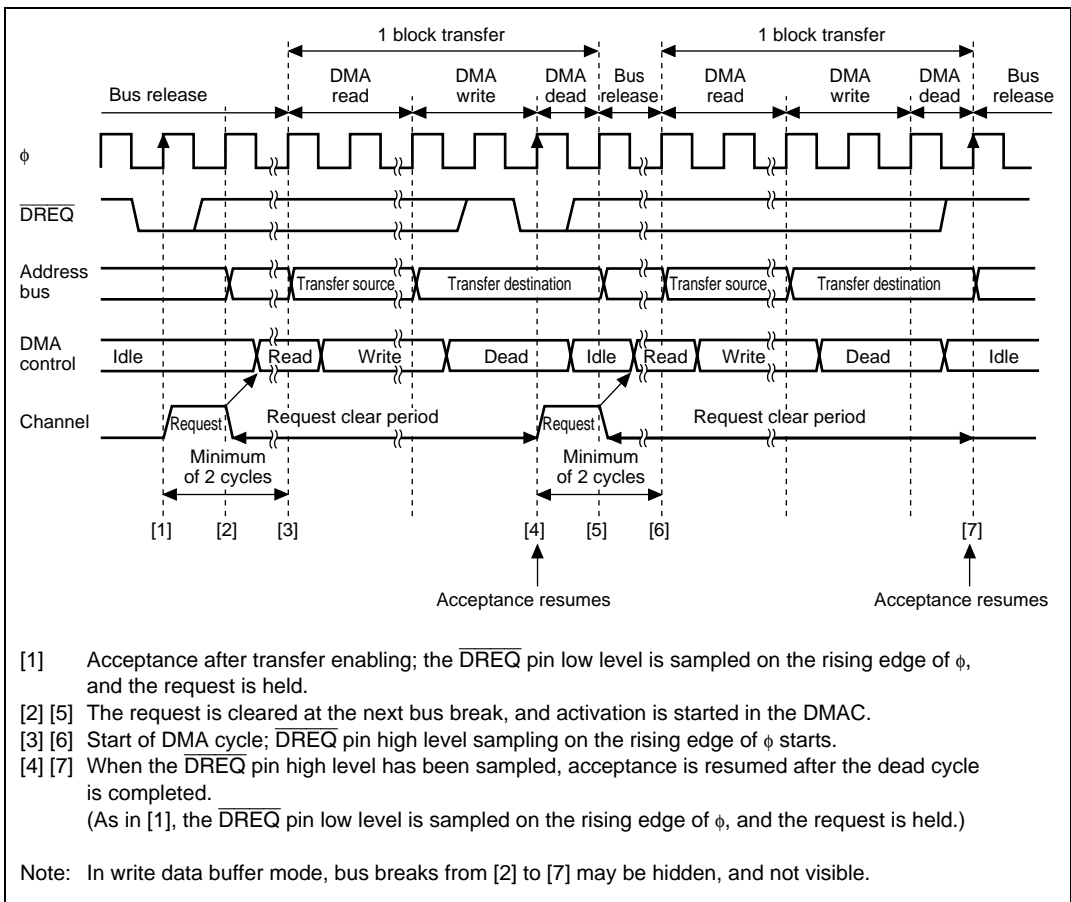 1 block transfer 1 block transfer
DMA DMA DMA Bus DMA DMA DMA Bus
Bus release read write dead release read write dead release
φ
DREQ
Address
bus
Transfer source Transfer destination Transfer source Transfer destination
DMA
control
Idle Read Write Dead Idle Read Write Dead Idle
Channel Request Request clear period Request Request clear period
Minimum Minimum
of 2 cycles of 2 cycles
[1] [2] [3] [4] [5] [6] [7]
Acceptance resumes Acceptance resumes
[1] Acceptance after transfer enabling; the DREQ pin low level is sampled on the rising edge of φ,
and the request is held.
[2] [5] The request is cleared at the next bus break, and activation is started in the DMAC.
[3] [6] Start of DMA cycle; DREQ pin high level sampling on the rising edge of φ starts.
[4] [7] When the DREQ pin high level has been sampled, acceptance is resumed after the dead cycle
is completed.
(As in [1], the DREQ pin low level is sampled on the rising edge of φ, and the request is held.)
Note: In write data buffer mode, bus breaks from [2] to [7] may be hidden, and not visible.